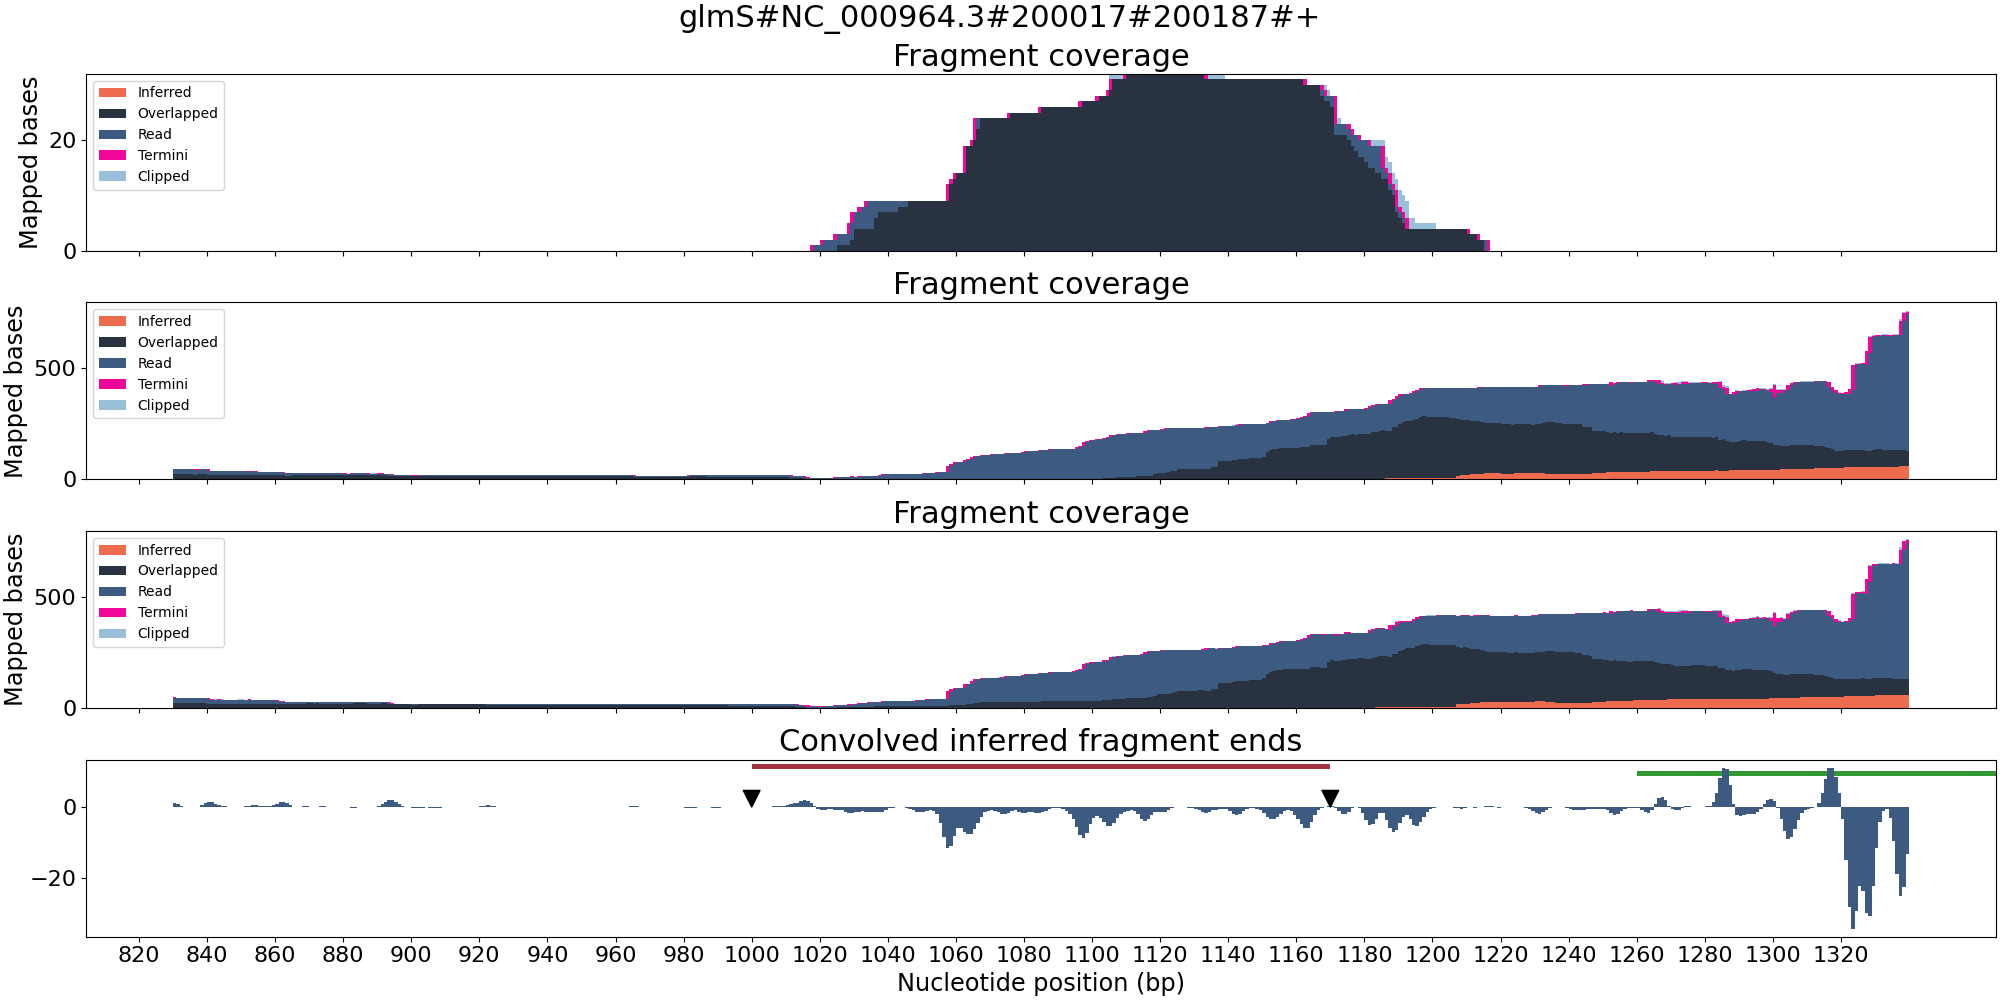 glmS#NC_000964.3#200017#200187#+
Fragment coverage
Mapped bases
20
0
Inferred
Overlapped
Read
Termini
Clipped
Fragment coverage
Mapped bases
500
0
Inferred
Overlapped
Read
Termini
Clipped
Fragment coverage
Mapped bases
500
0
Inferred
Overlapped
Read
Termini
Clipped
Convolved inferred fragment ends
0
−20
820 840 860 880 900 920 940 960 980 1000 1020 1040 1060 1080 1100 1120 1140 1160 1180 1200 1220 1240 1260 1280 1300 1320
Nucleotide position (bp)